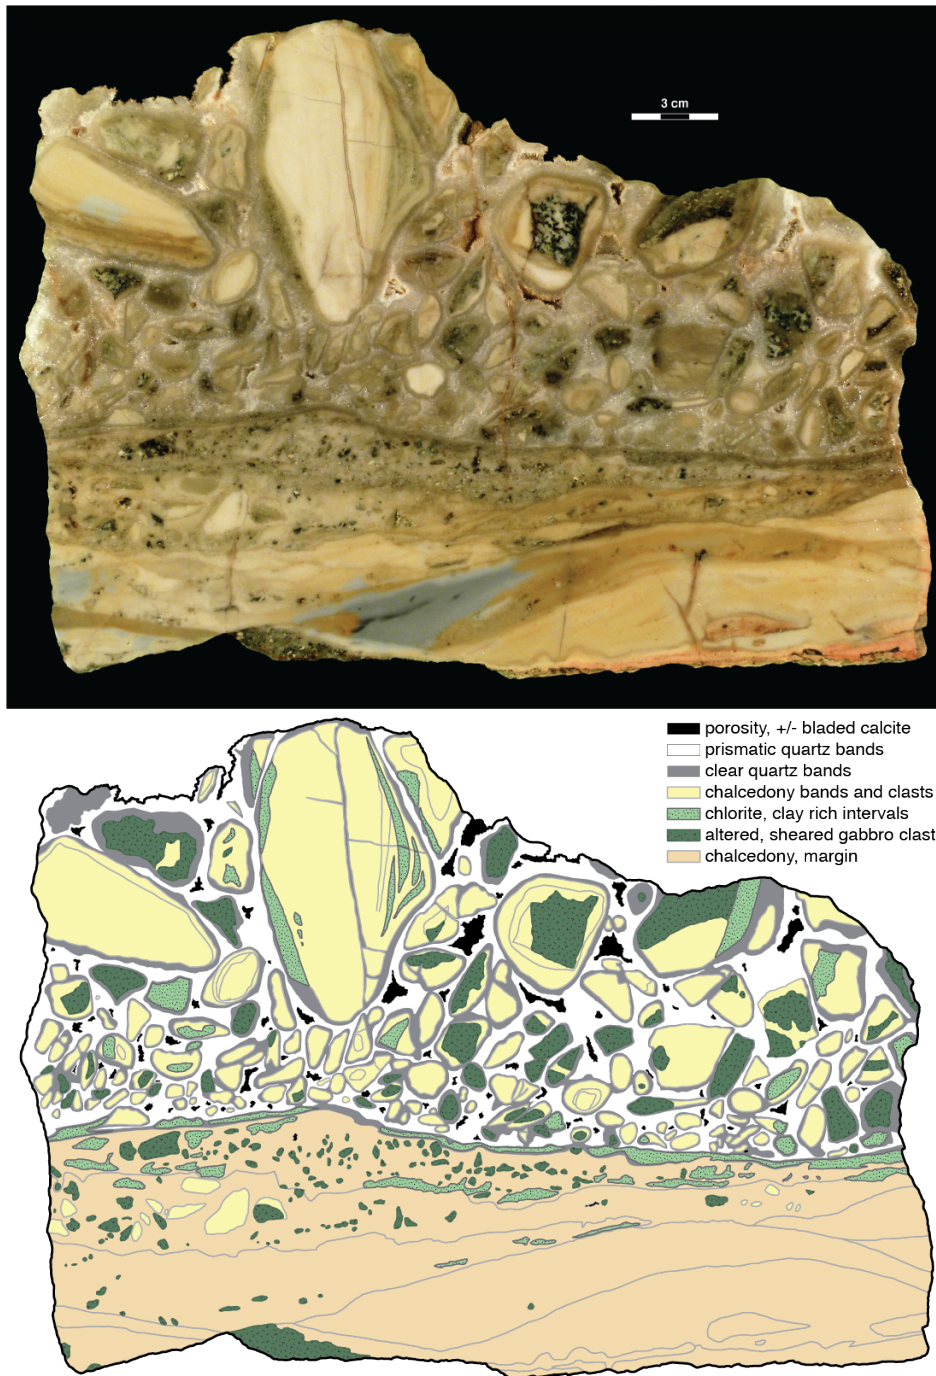 3 cm
porosity, +/- bladed calcite
prismatic quartz bands
clear quartz bands
chalcedony bands and clasts
chlorite, clay rich intervals
altered, sheared gabbro clast
chalcedony, margin